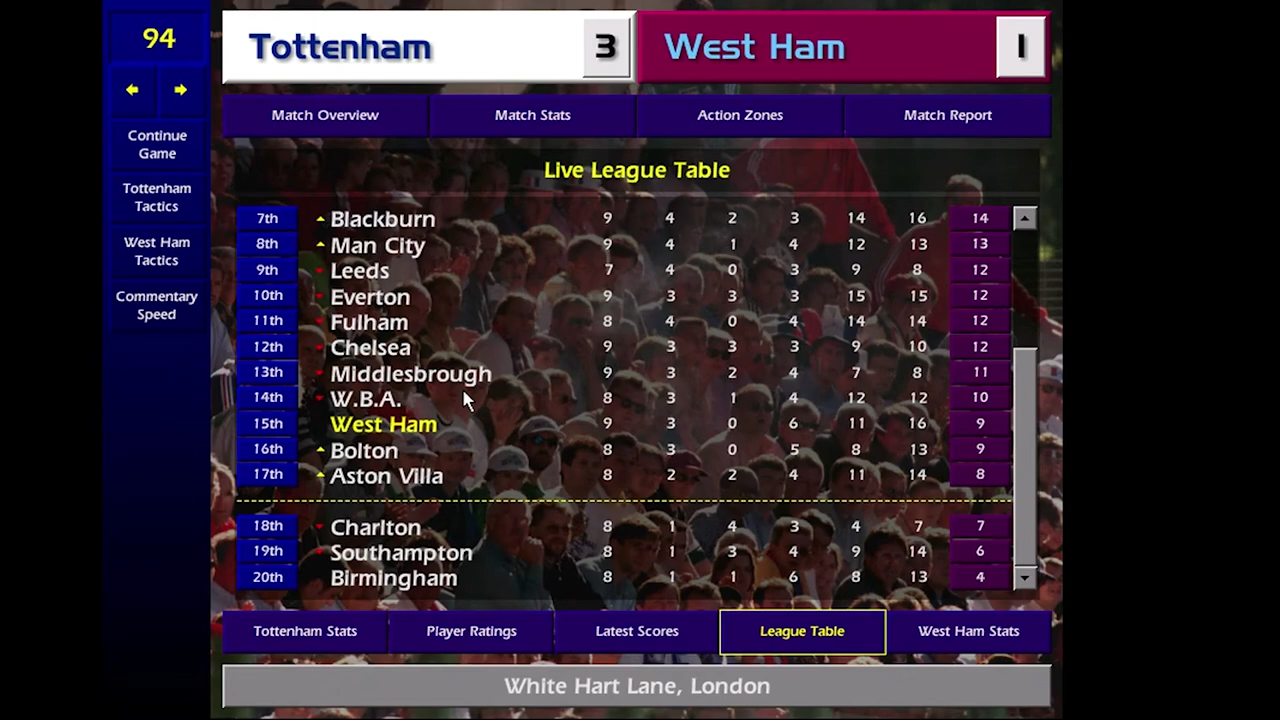 94
Tottenham 3 West Ham 1
Match Overview Match Stats Action Zones Match Report
Continue
Game
Tottenham
Tactics
West Ham
Tactics
Commentary
Speed
Live League Table
7th Blackburn 9 4 2 3 14 16 14
8th Man City 9 4 1 4 12 13 13
9th Leeds 7 4 0 3 9 8 12
10th Everton 9 3 3 3 15 15 12
11th Fulham 8 4 0 4 14 14 12
12th Chelsea 9 3 3 3 9 10 12
13th Middlesbrough 9 3 2 4 7 8 11
14th W.B.A. 8 3 1 4 12 12 10
15th West Ham 9 3 0 6 11 16 9
16th Bolton 8 3 0 5 8 13 9
17th Aston Villa 8 2 2 4 11 14 8
18th Charlton 8 1 4 3 4 7 7
19th Southampton 8 1 3 4 9 14 6
20th Birmingham 8 1 1 6 8 13 4
Tottenham Stats Player Ratings Latest Scores League Table West Ham Stats
White Hart Lane, London